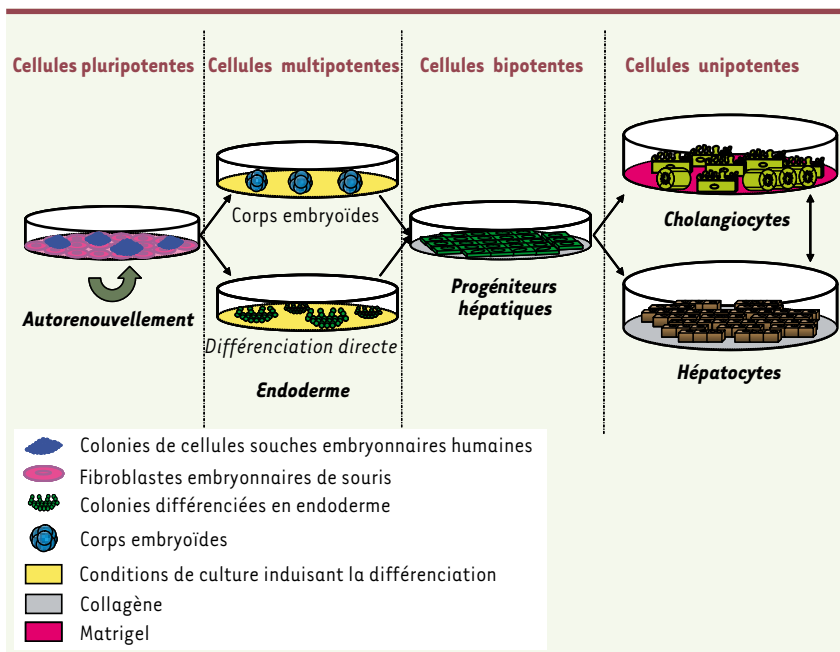 Cellules pluripotentes
Cellules multipotentes
Cellules bipotentes
Cellules unipotentes
Corps embryoïdes
Cholangiocytes
Autorenouvellement
Progéniteurs
hépatiques
Différenciation directe
Endoderme
Hépatocytes
Colonies de cellules souches embryonnaires humaines
Fibroblastes embryonnaires de souris
Colonies différenciées en endoderme
Corps embryoïdes
Conditions de culture induisant la différenciation
Collagène
Matrigel